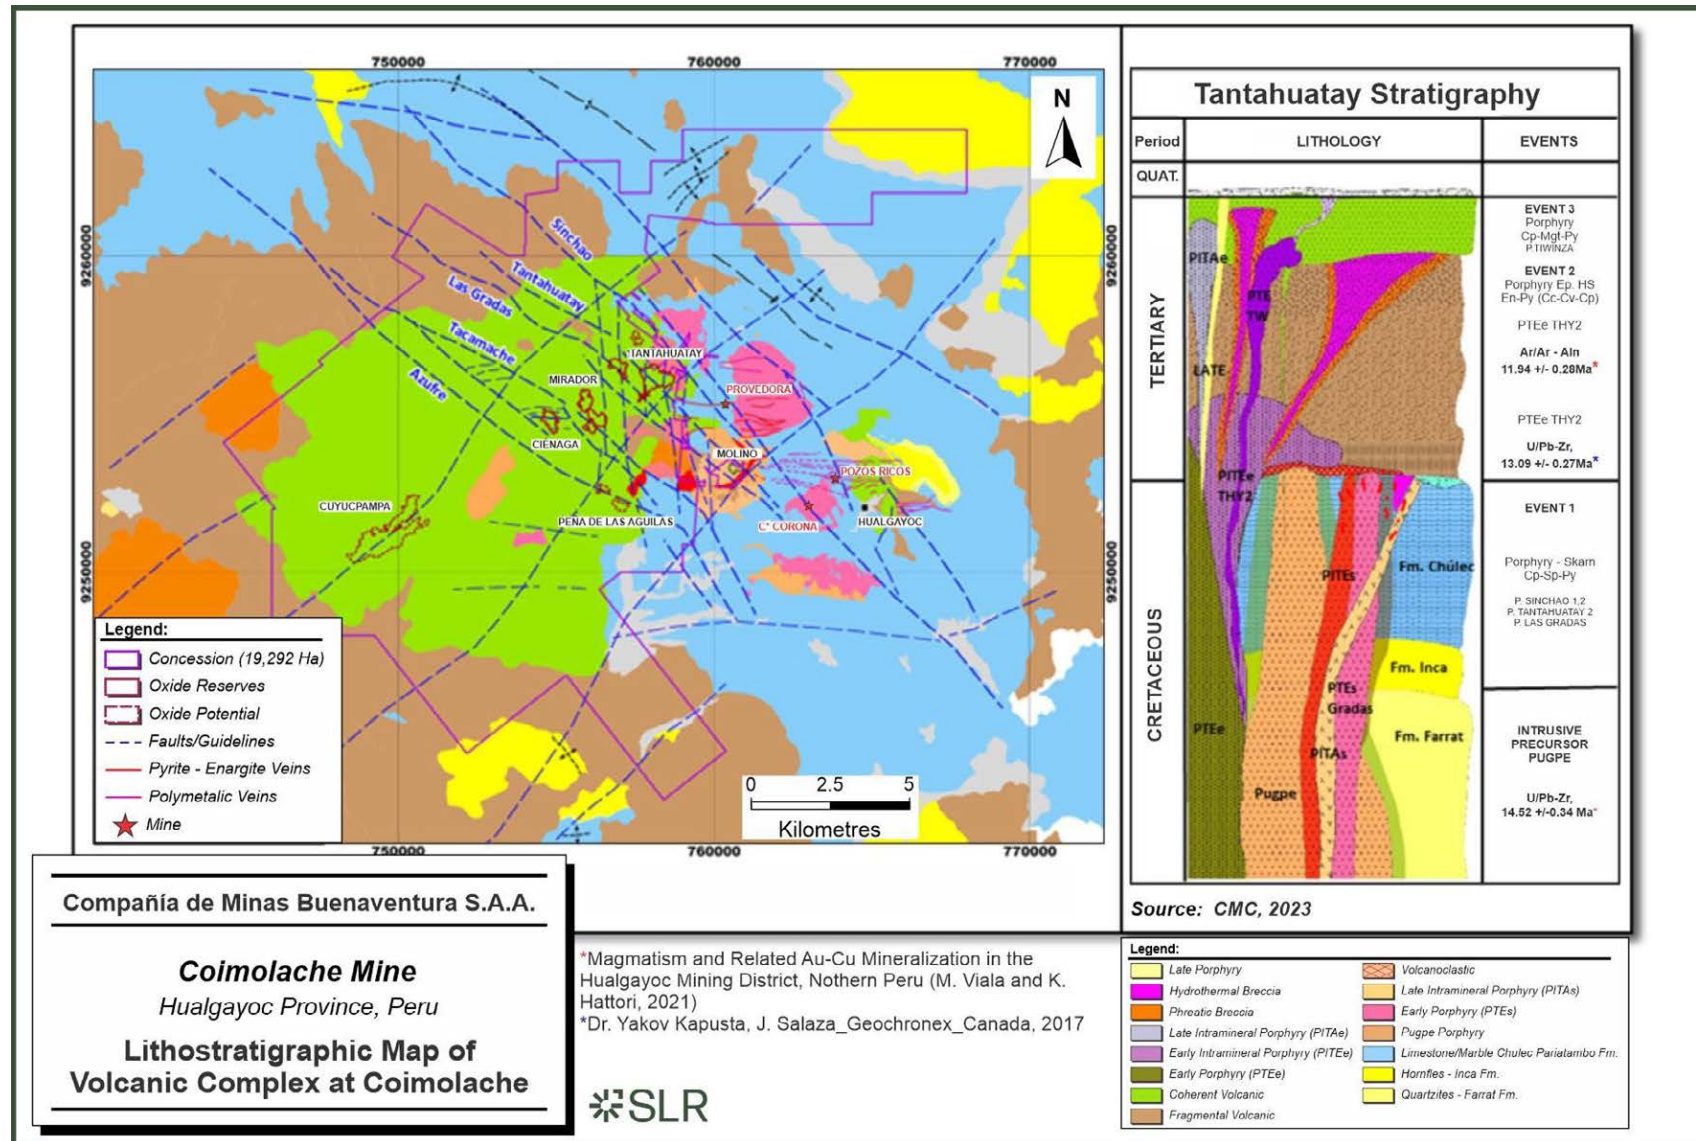 750000
760000
770000
9260000
9250000
9260000
9250000
N
Sinchao
Tantahuatay
Las Gradas
Tacamache
Azufre
TANTAHUATAY
MIRADOR
PROVEDORA
CIÉNAGA
MOLINO
POZOS RICOS
CUYUCPAMPA
PEÑA DE LAS AGUILAS
C° CORONA
HUALGAYOC
Legend:
Concession (19,292 Ha)
Oxide Reserves
Oxide Potential
Faults/Guidelines
Pyrite - Enargite Veins
Polymetalic Veins
Mine
0 2.5 5
Kilometres
750000
760000
770000
Tantahuatay Stratigraphy
Period
LITHOLOGY
EVENTS
QUAT.
TERTIARY
CRETACEOUS
PITAe
PTE
TW
LATE
PITEe
THY2
PITEs
Fm. Chúlec
Fm. Inca
PTEs
Gradas
PTEe
PITAs
Fm. Farrat
Pugpe
EVENT 3
Porphyry
Cp-Mgt-Py
P.TIWINZA
EVENT 2
Porphyry Ep. HS
En-Py (Cc-Cv-Cp)
PTEe THY2
Ar/Ar - Aln
11.94 +/- 0.28Ma*
PTEe THY2
U/Pb-Zr,
13.09 +/- 0.27Ma*
EVENT 1
Porphyry - Skarn
Cp-Sp-Py
P. SINCHAO 1,2
P. TANTAHUATAY 2
P. LAS GRADAS
INTRUSIVE
PRECURSOR
PUGPE
U/Pb-Zr,
14.52 +/-0.34 Ma*
Source: CMC, 2023
Compañía de Minas Buenaventura S.A.A.
Coimolache Mine
Hualgayoc Province, Peru
Lithostratigraphic Map of
Volcanic Complex at Coimolache
*Magmatism and Related Au-Cu Mineralization in the
Hualgayoc Mining District, Nothern Peru (M. Viala and K.
Hattori, 2021)
*Dr. Yakov Kapusta, J. Salaza_Geochronex_Canada, 2017
SLR
Legend:
Late Porphyry
Hydrothermal Breccia
Phreatic Breccia
Late Intramineral Porphyry (PITAe)
Early Intramineral Porphyry (PITEe)
Early Porphyry (PTEe)
Coherent Volcanic
Fragmental Volcanic
Volcanoclastic
Late Intramineral Porphyry (PITAs)
Early Porphyry (PTEs)
Pugpe Porphyry
Limestone/Marble Chulec Pariatambo Fm.
Hornfles - Inca Fm.
Quartzites - Farrat Fm.